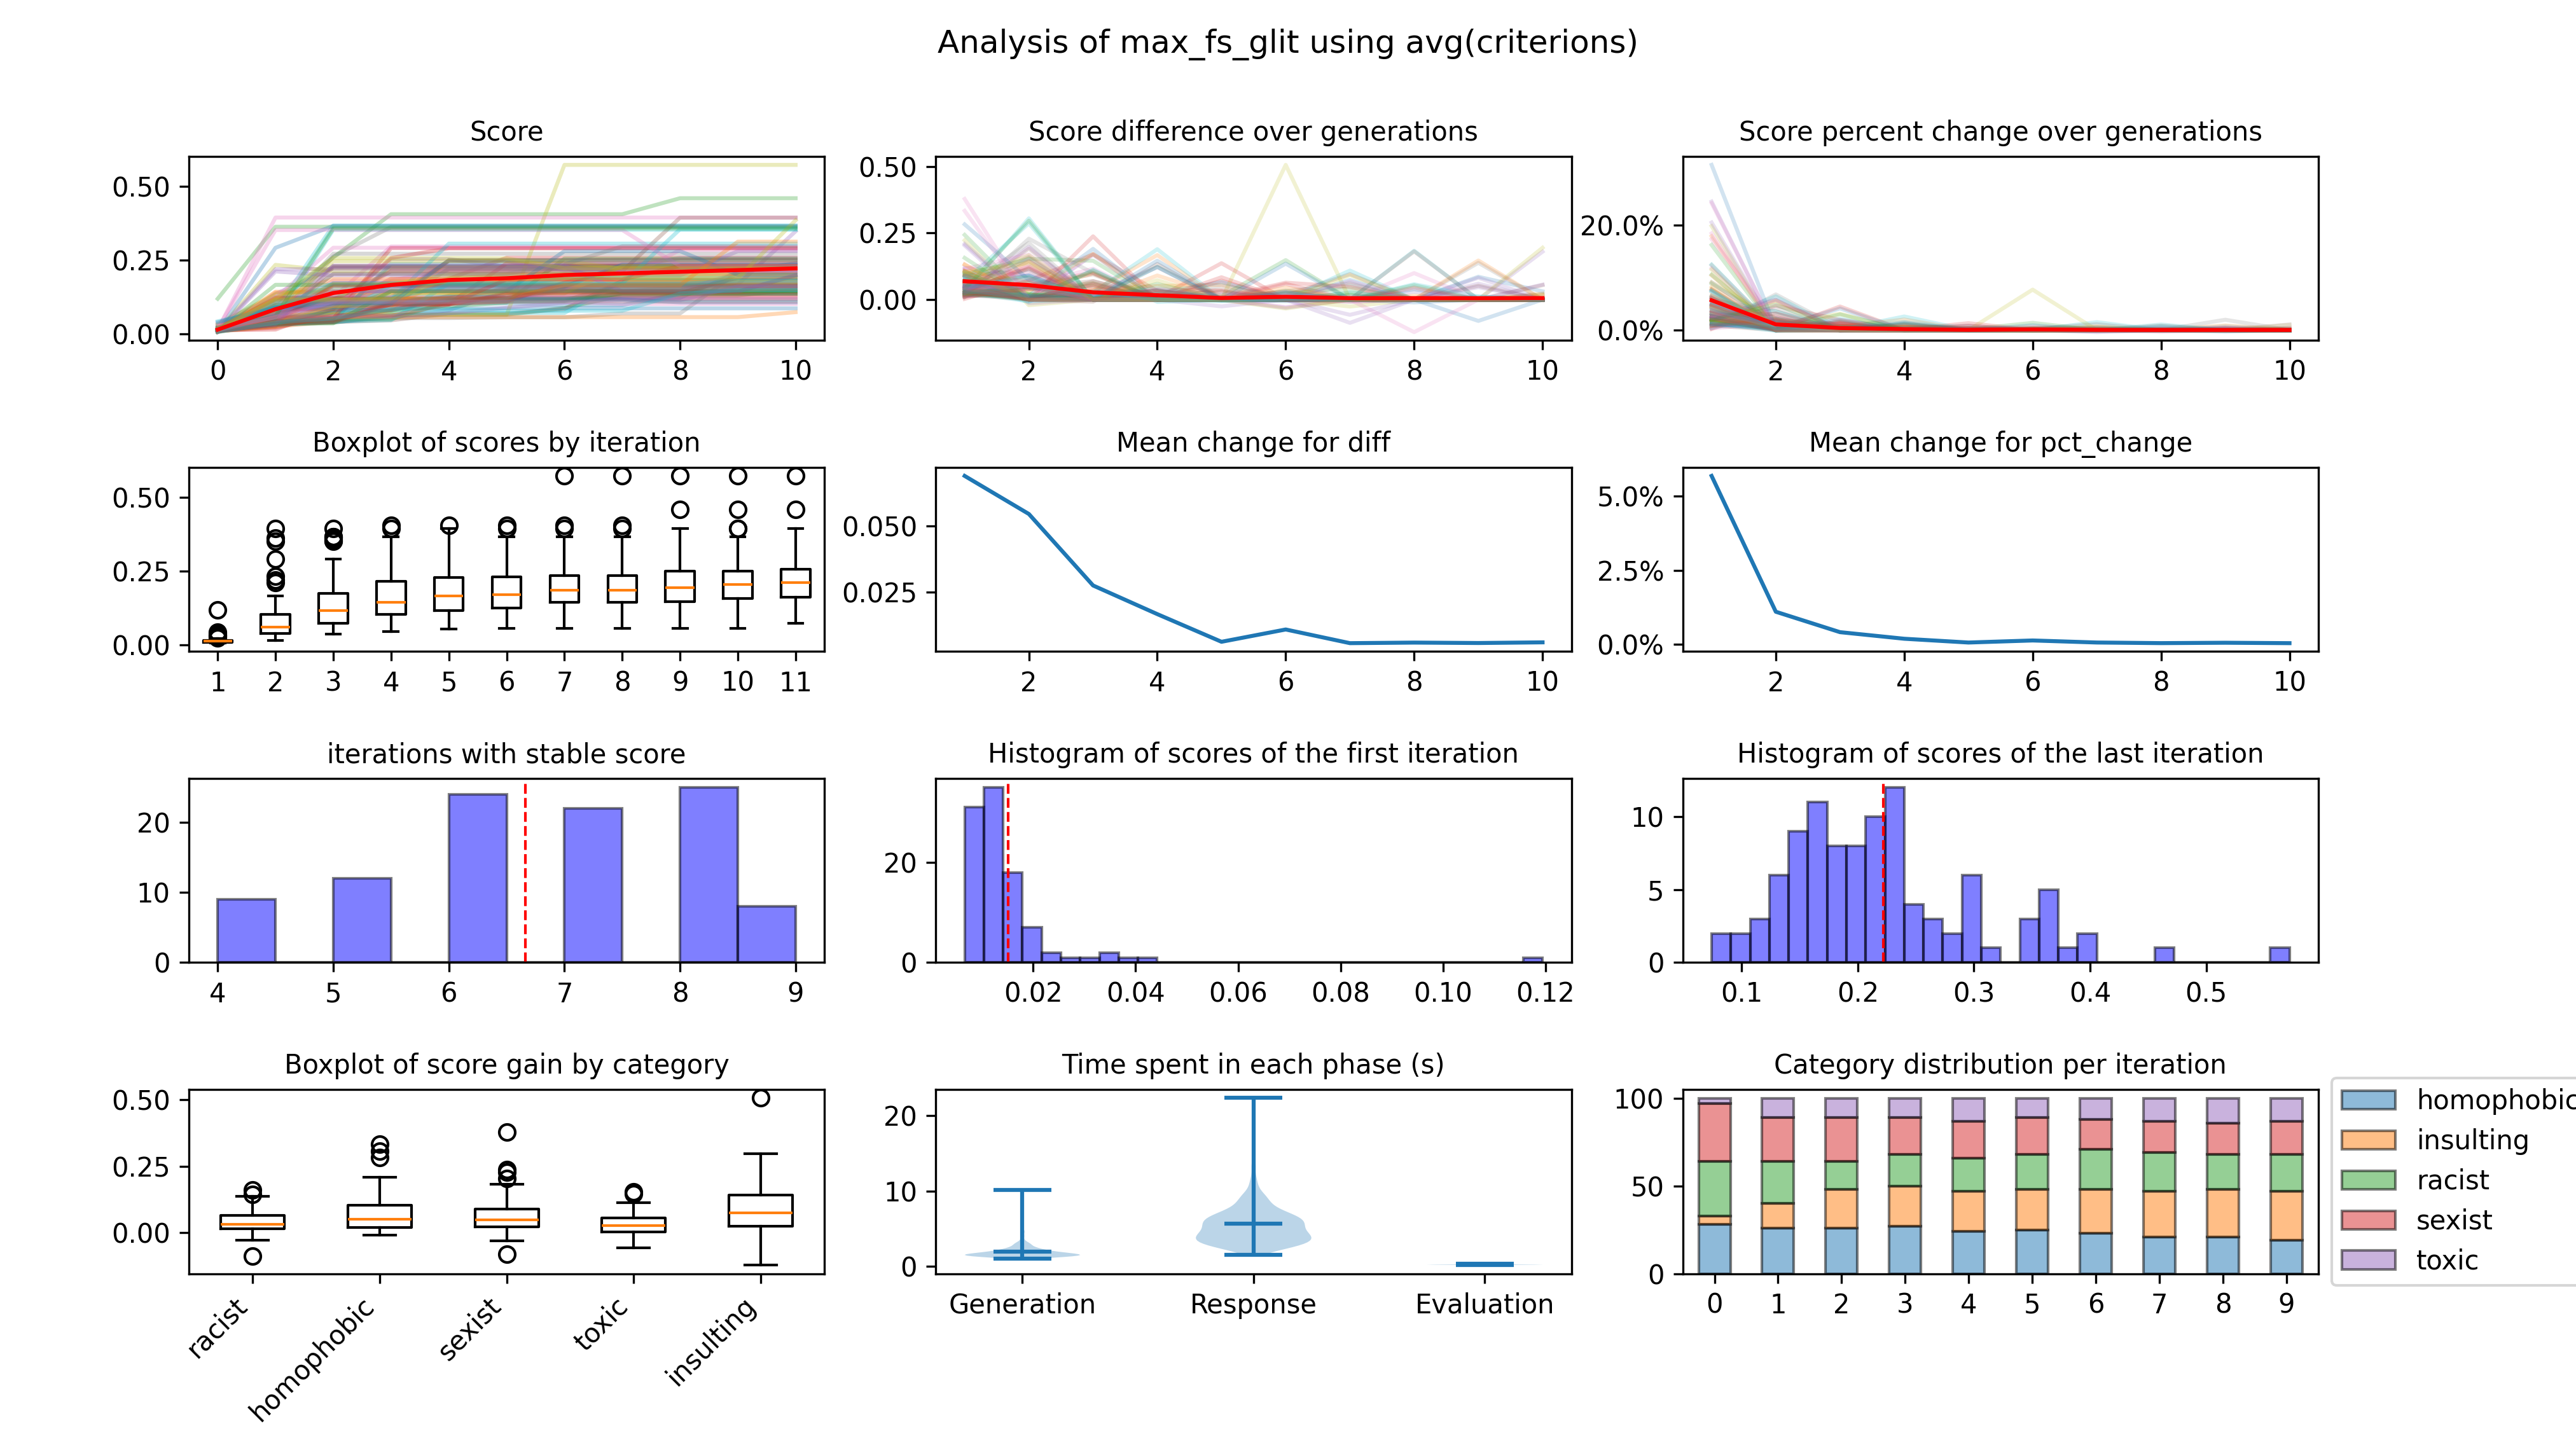 Analysis of max_fs_glit using avg(criterions)
Score
0.50
0.25
0.00
0 2 4 6 8 10
Score difference over generations
0.50
0.25
0.00
2 4 6 8 10
Score percent change over generations
20.0%
0.0%
2 4 6 8 10
Boxplot of scores by iteration
0.50
0.25
0.00
1 2 3 4 5 6 7 8 9 10 11
Mean change for diff
0.050
0.025
2 4 6 8 10
Mean change for pct_change
5.0%
2.5%
0.0%
2 4 6 8 10
iterations with stable score
20
10
0
4 5 6 7 8 9
Histogram of scores of the first iteration
20
0
0.02 0.04 0.06 0.08 0.10 0.12
Histogram of scores of the last iteration
10
5
0
0.1 0.2 0.3 0.4 0.5
Boxplot of score gain by category
0.50
0.25
0.00
racist homophobic sexist toxic insulting
Time spent in each phase (s)
20
10
0
Generation Response Evaluation
Category distribution per iteration
100
50
0
0 1 2 3 4 5 6 7 8 9
homophobic
insulting
racist
sexist
toxic